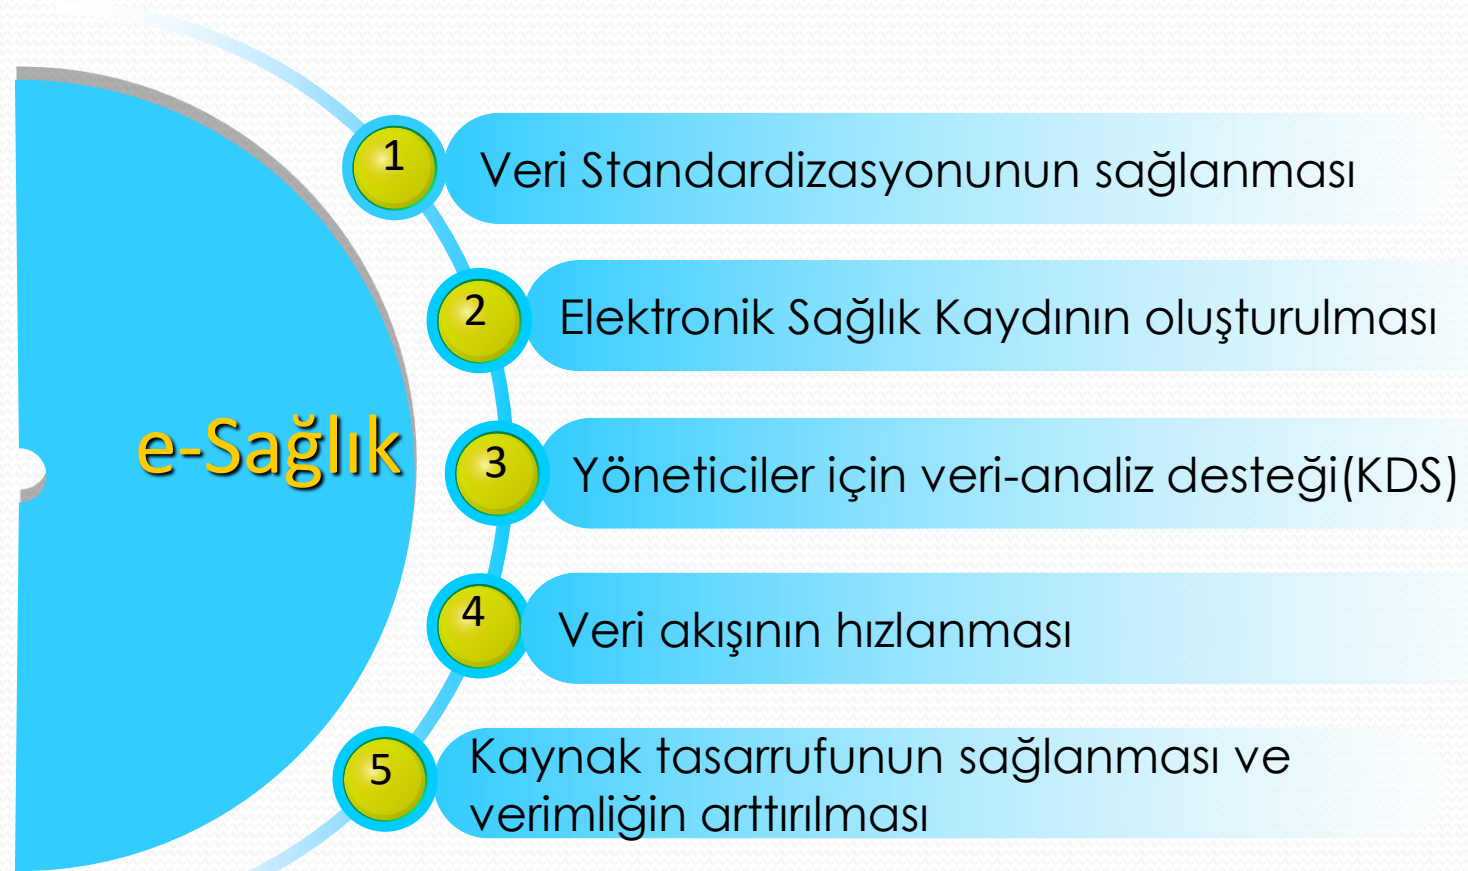 e-Sağlık
1
Veri Standardizasyonunun sağlanması
2
Elektronik Sağlık Kaydının oluşturulması
3
Yöneticiler için veri-analiz desteği(KDS)
4
Veri akışının hızlanması
5
Kaynak tasarrufunun sağlanması ve
verimliğin arttırılması